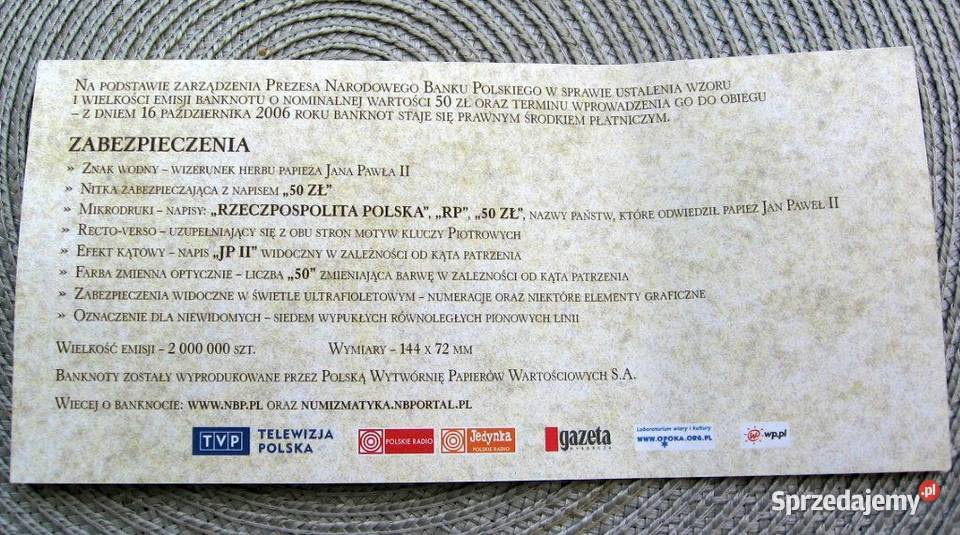 Na podstawie zarządzenia Prezesa Narodowego Banku Polskiego w sprawie ustalenia wzoru
i wielkości emisji banknotu o nominalnej wartości 50 zł oraz terminu wprowadzenia go do obiegu
– z dniem 16 października 2006 roku banknot staje się prawnym środkiem płatniczym.
ZABEZPIECZENIA
» Znak wodny – wizerunek herbu papieża Jana Pawła II
» Nitka zabezpieczająca z napisem „50 ZŁ”
» Mikrodruki – napisy: „RZECZPOSPOLITA POLSKA”, „RP”, „50 ZŁ”, nazwy państw, które odwiedził papież Jan Paweł II
» Recto-verso – uzupełniający się z obu stron motyw kluczy Piotrowych
» Efekt kątowy – napis „JP II” widoczny w zależności od kąta patrzenia
» Farba zmienna optycznie – liczba „50” zmieniająca barwę w zależności od kąta patrzenia
» Zabezpieczenia widoczne w świetle ultrafioletowym – numeracje oraz niektóre elementy graficzne
» Oznaczenie dla niewidomych – siedem wypukłych równoległych pionowych linii
Wielkość emisji – 2 000 000 szt. Wymiary – 144 x 72 mm
Banknoty zostały wyprodukowane przez Polską Wytwórnię Papierów Wartościowych S.A.
Więcej o banknocie: www.nbp.pl oraz numizmatyka.nbportal.pl
TVP TELEWIZJA POLSKA
POLSKIE RADIO
Jedynka POLSKIE RADIO
gazeta WYBORCZA
Laboratorium wiary i kultury
www.OPOKA.ORG.PL
wp.pl
Sprzedajemy.pl